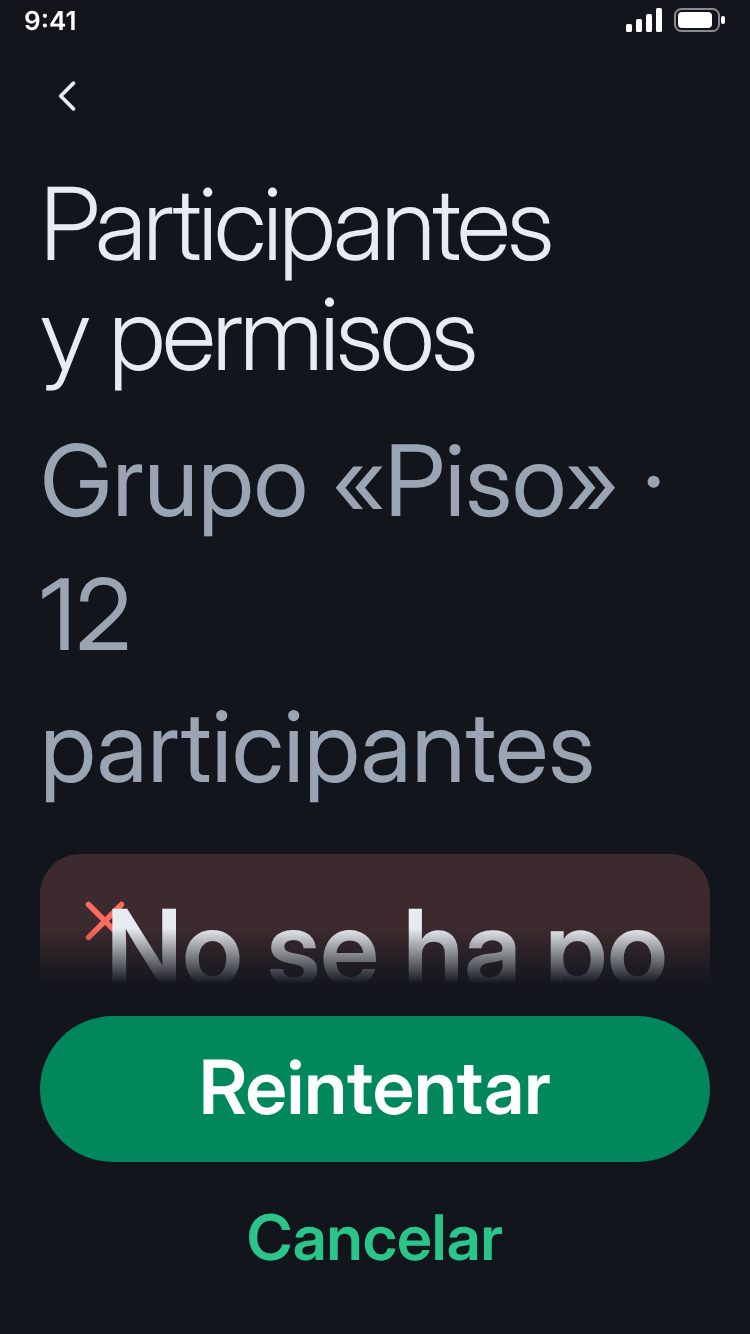 9:41
Participantes
y permisos
Grupo «Piso» ·
12
participantes
No se ha po
Reintentar
Cancelar